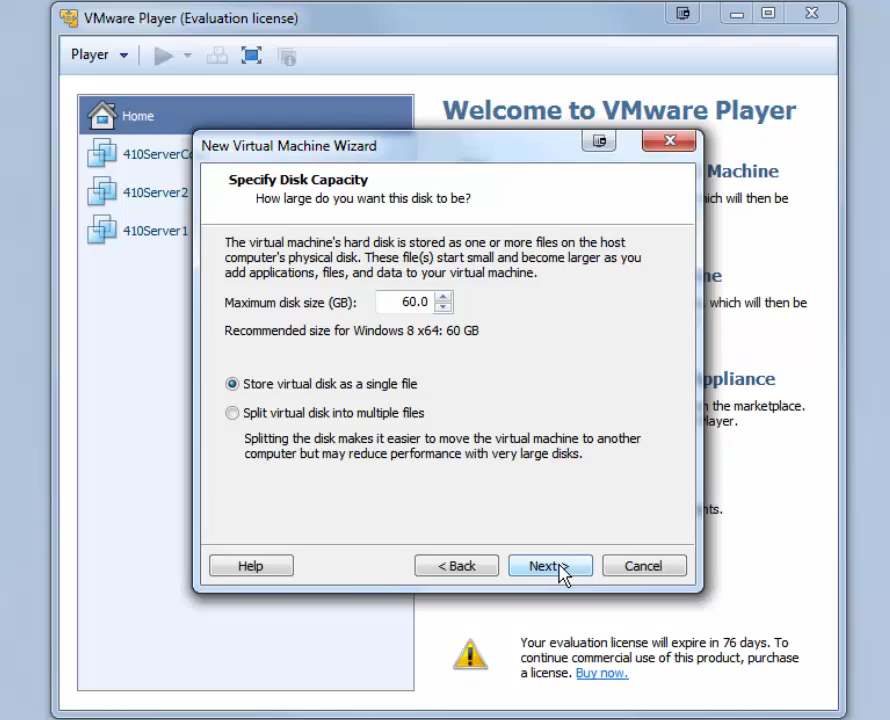 VMware Player (Evaluation license)
Player
Home
Welcome to VMware Player
410ServerC
410Server2
410Server1
Machine
which will then be
which will then be
ppliance
the marketplace.
New Virtual Machine Wizard
Specify Disk Capacity
How large do you want this disk to be?
The virtual machine's hard disk is stored as one or more files on the host
computer's physical disk. These file(s) start small and become larger as you
add applications, files, and data to your virtual machine.
Maximum disk size (GB): 60.0
Recommended size for Windows 8 x64: 60 GB
Store virtual disk as a single file
Split virtual disk into multiple files
Splitting the disk makes it easier to move the virtual machine to another
computer but may reduce performance with very large disks.
Help < Back Next > Cancel
Your evaluation license will expire in 76 days. To
continue commercial use of this product, purchase
a license. Buy now.